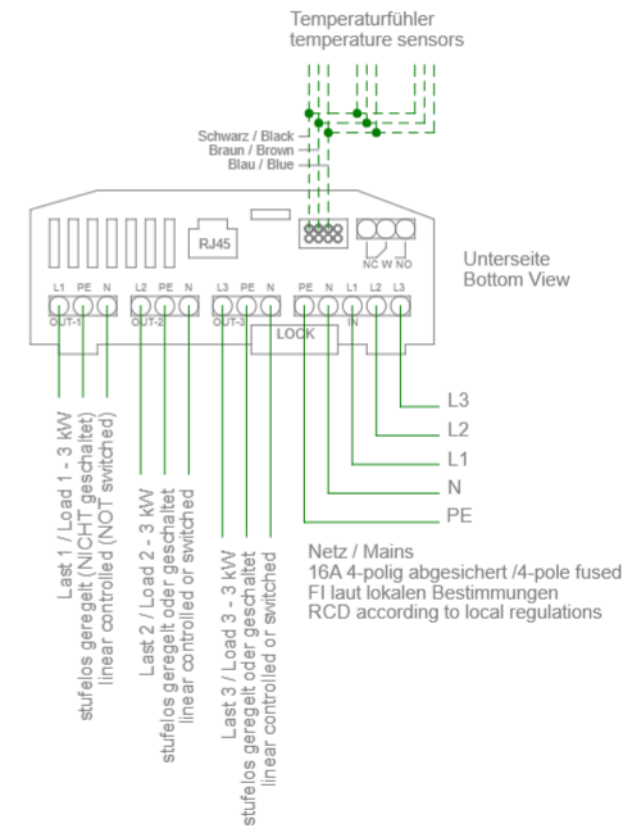 Temperaturfühler
temperature sensors
Schwarz / Black
Braun / Brown
Blau / Blue
RJ45
NC W NO
Unterseite
Bottom View
L1 PE N
OUT-1
L2 PE N
OUT-2
L3 PE N
OUT-3
PE N L1 L2 L3
IN
LOCK
L3
L2
L1
N
PE
Netz / Mains
16A 4-polig abgesichert /4-pole fused
FI laut lokalen Bestimmungen
RCD according to local regulations
Last 1 / Load 1 - 3 kW
stufelos geregelt (NICHT geschaltet)
linear controlled (NOT switched)
Last 2 / Load 2 - 3 kW
stufelos geregelt oder geschaltet
linear controlled or switched
Last 3 / Load 3 - 3 kW
stufelos geregelt oder geschaltet
linear controlled or switched